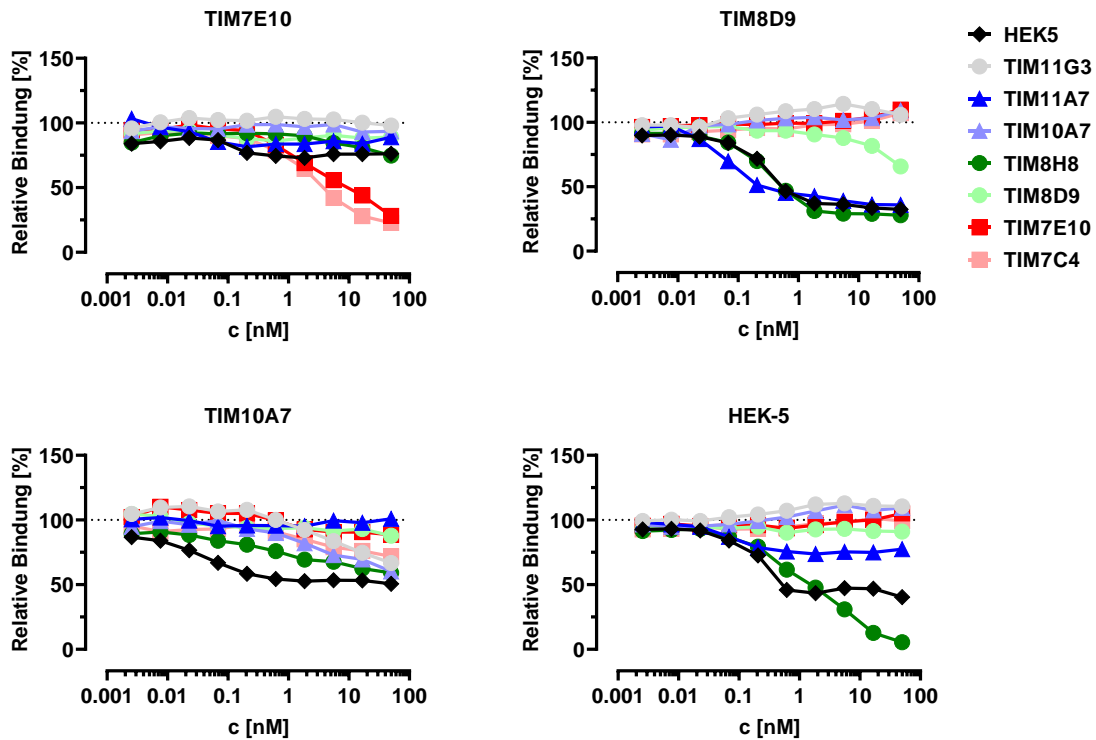 TIM7E10
Relative Bindung [%]
150
100
50
0
0.001
0.01
0.1
1
10
100
c [nM]
TIM8D9
Relative Bindung [%]
150
100
50
0
0.001
0.01
0.1
1
10
100
c [nM]
HEK5
TIM11G3
TIM11A7
TIM10A7
TIM8H8
TIM8D9
TIM7E10
TIM7C4
TIM10A7
Relative Bindung [%]
150
100
50
0
0.001
0.01
0.1
1
10
100
c [nM]
HEK-5
Relative Bindung [%]
150
100
50
0
0.001
0.01
0.1
1
10
100
c [nM]